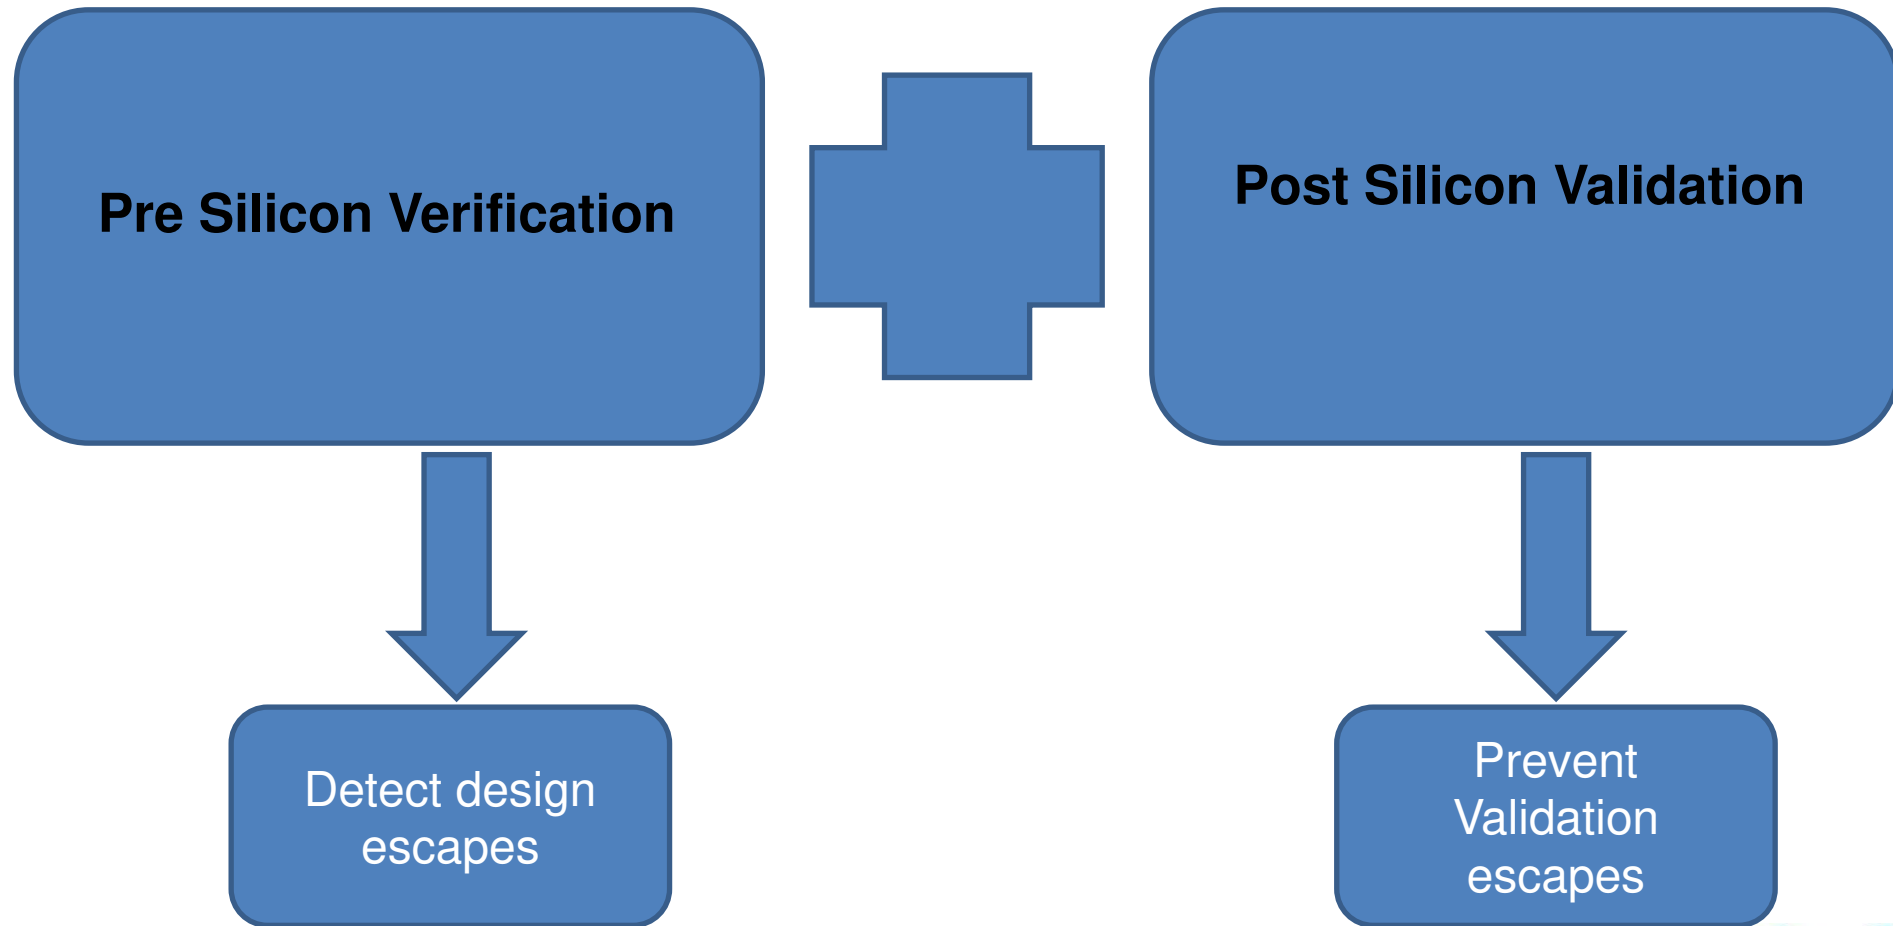 Pre Silicon Verification
Post Silicon Validation
Detect design
escapes
Prevent
Validation
escapes